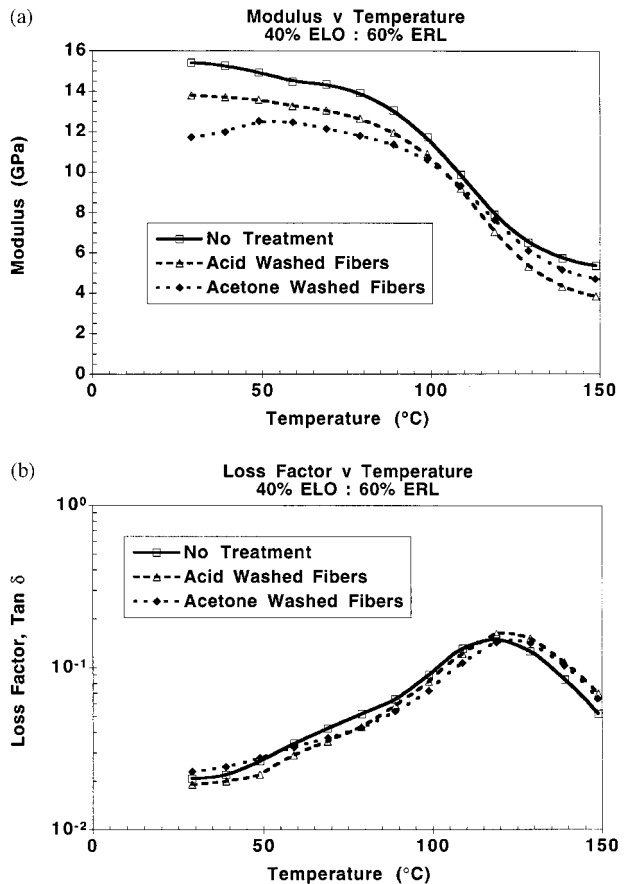 (a)
Modulus v Temperature
40% ELO : 60% ERL
16
14
12
10
8
6
4
2
0
Modulus (GPa)
No Treatment
Acid Washed Fibers
Acetone Washed Fibers
0
50
100
150
Temperature (°C)
(b)
Loss Factor v Temperature
40% ELO : 60% ERL
10⁰
10⁻¹
10⁻²
Loss Factor, Tan δ
No Treatment
Acid Washed Fibers
Acetone Washed Fibers
0
50
100
150
Temperature (°C)